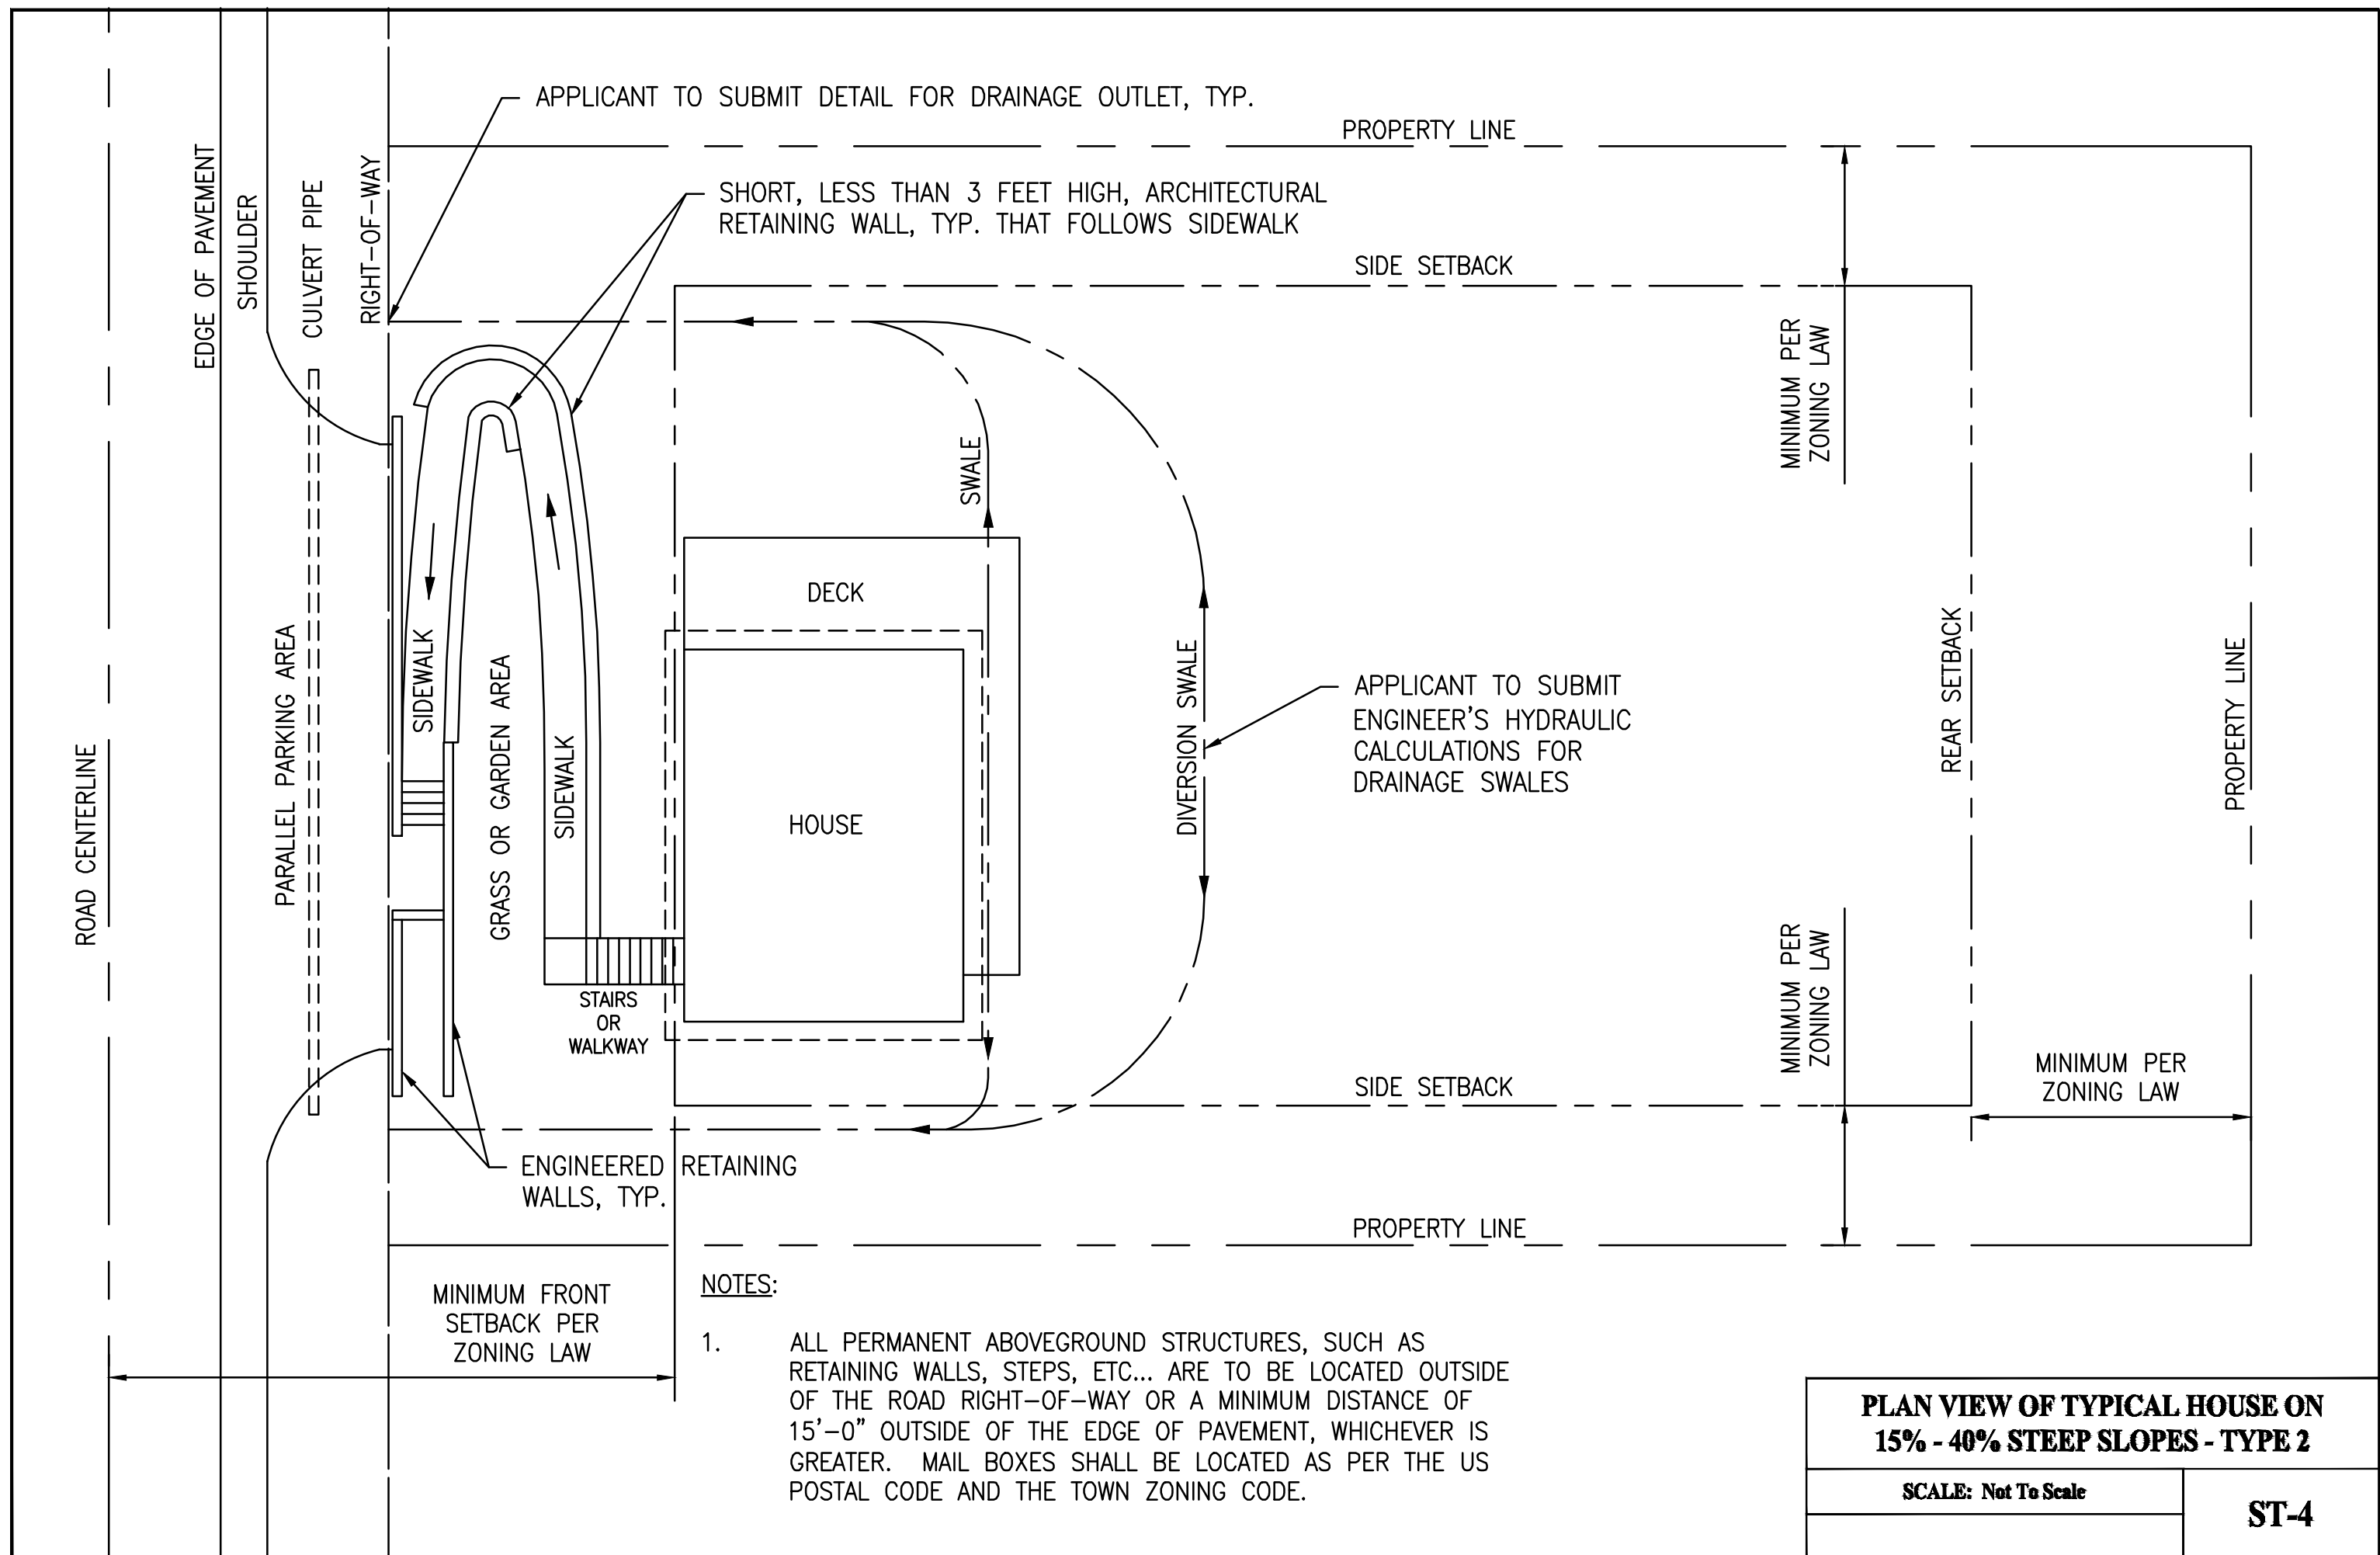 APPLICANT TO SUBMIT DETAIL FOR DRAINAGE OUTLET, TYP.
PROPERTY LINE
SHORT, LESS THAN 3 FEET HIGH, ARCHITECTURAL
RETAINING WALL, TYP. THAT FOLLOWS SIDEWALK
SIDE SETBACK
EDGE OF PAVEMENT
SHOULDER
CULVERT PIPE
RIGHT-OF-WAY
MINIMUM PER
ZONING LAW
SWALE
DECK
ROAD CENTERLINE
PARALLEL PARKING AREA
SIDEWALK
GRASS OR GARDEN AREA
SIDEWALK
HOUSE
DIVERSION SWALE
APPLICANT TO SUBMIT
ENGINEER'S HYDRAULIC
CALCULATIONS FOR
DRAINAGE SWALES
REAR SETBACK
PROPERTY LINE
STAIRS
OR
WALKWAY
MINIMUM PER
ZONING LAW
MINIMUM PER
ZONING LAW
SIDE SETBACK
ENGINEERED RETAINING
WALLS, TYP.
PROPERTY LINE
MINIMUM FRONT
SETBACK PER
ZONING LAW
NOTES:
1. ALL PERMANENT ABOVEGROUND STRUCTURES, SUCH AS
RETAINING WALLS, STEPS, ETC... ARE TO BE LOCATED OUTSIDE
OF THE ROAD RIGHT-OF-WAY OR A MINIMUM DISTANCE OF
15'-0" OUTSIDE OF THE EDGE OF PAVEMENT, WHICHEVER IS
GREATER. MAIL BOXES SHALL BE LOCATED AS PER THE US
POSTAL CODE AND THE TOWN ZONING CODE.
PLAN VIEW OF TYPICAL HOUSE ON
15% - 40% STEEP SLOPES - TYPE 2
SCALE: Not To Scale
ST-4